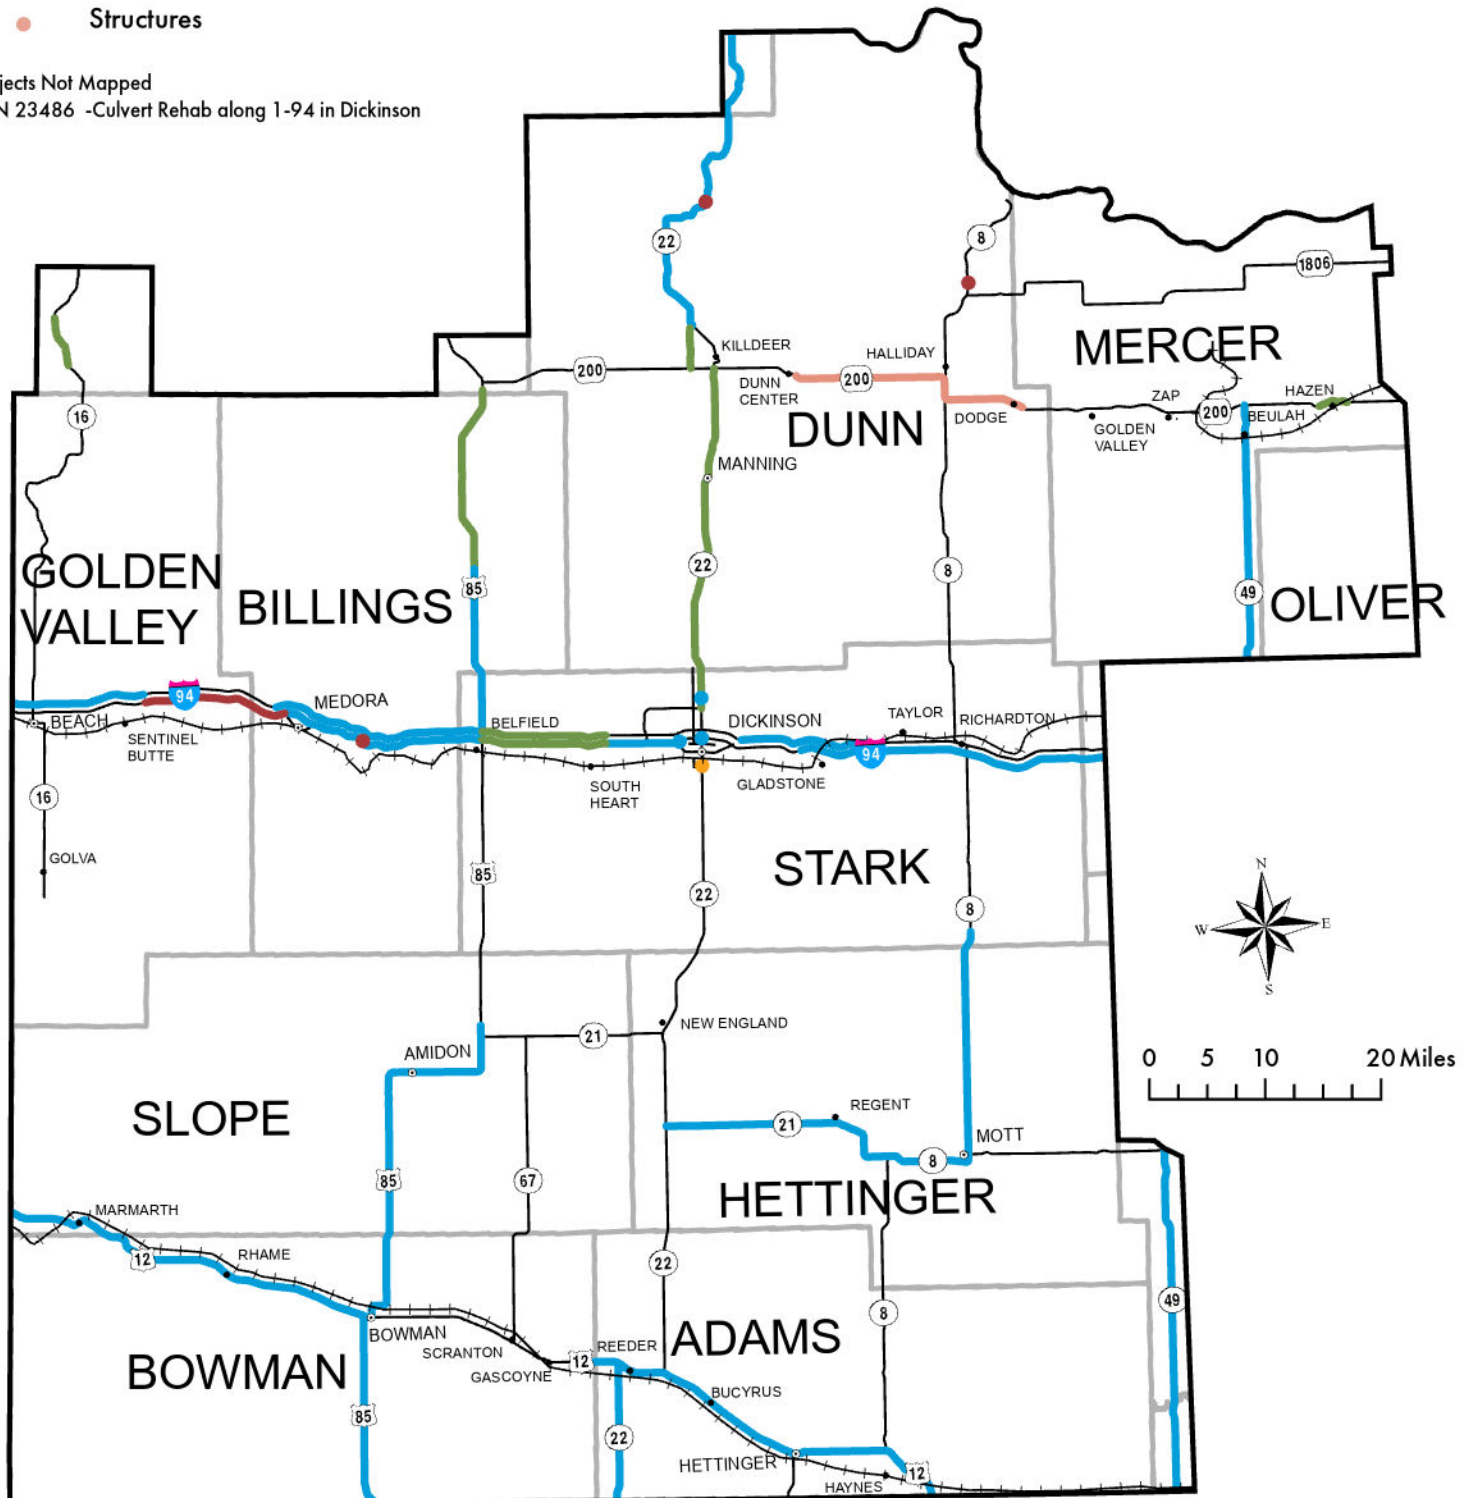 Structures
jects Not Mapped
N 23486 -Culvert Rehab along 1-94 in Dickinson
22
8
1806
KILLDEER
HALLIDAY
MERCER
200
DUNN
CENTER
200
ZAP
HAZEN
16
DODGE
200
BEULAH
DUNN
GOLDEN
VALLEY
MANNING
GOLDEN
VALLEY
BILLINGS
85
22
8
49
OLIVER
94
MEDORA
BEACH
BELFIELD
DICKINSON
TAYLOR
RICHARDTON
SENTINEL
BUTTE
94
SOUTH
HEART
GLADSTONE
16
GOLVA
85
STARK
22
8
N
W
E
S
NEW ENGLAND
21
AMIDON
0 5 10 20 Miles
SLOPE
REGENT
21
MOTT
8
85
67
HETTINGER
MARMARTH
12
RHAME
22
49
8
BOWMAN
SCRANTON
REEDER
ADAMS
12
GASCOYNE
BOWMAN
BUCYRUS
85
22
HETTINGER
12
HAYNES